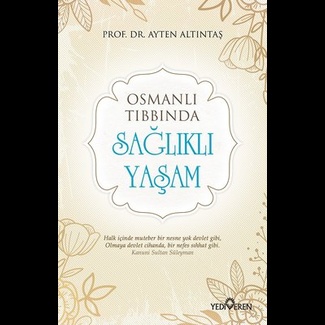 PROF. DR. AYTEN ALTINTAŞ
OSMANLI
TIBBINDA
SAĞLIKLI
YAŞAM
Halk içinde muteber bir nesne yok devlet gibi,
Olmaya devlet cihanda, bir nefes sıhhat gibi.
Kanuni Sultan Süleyman
YEDİVEREN